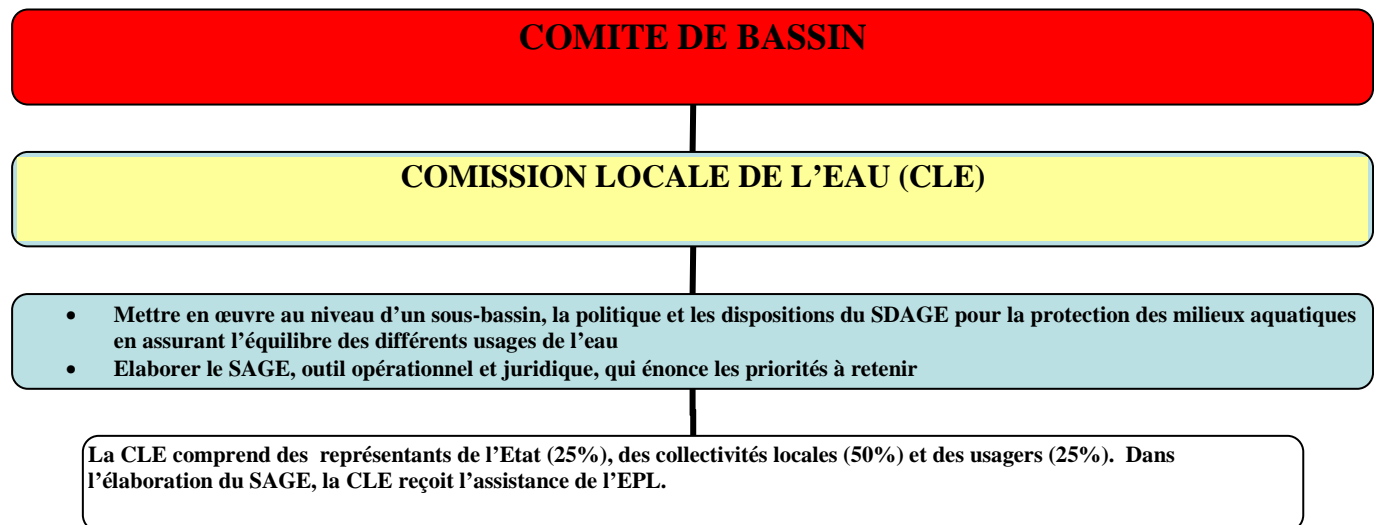 COMITE DE BASSIN
COMISSION LOCALE DE L’EAU (CLE)
• Mettre en œuvre au niveau d’un sous-bassin, la politique et les dispositions du SDAGE pour la protection des milieux aquatiques
en assurant l’équilibre des différents usages de l’eau
• Elaborer le SAGE, outil opérationnel et juridique, qui énonce les priorités à retenir
La CLE comprend des représentants de l’Etat (25%), des collectivités locales (50%) et des usagers (25%). Dans
l’élaboration du SAGE, la CLE reçoit l’assistance de l’EPL.